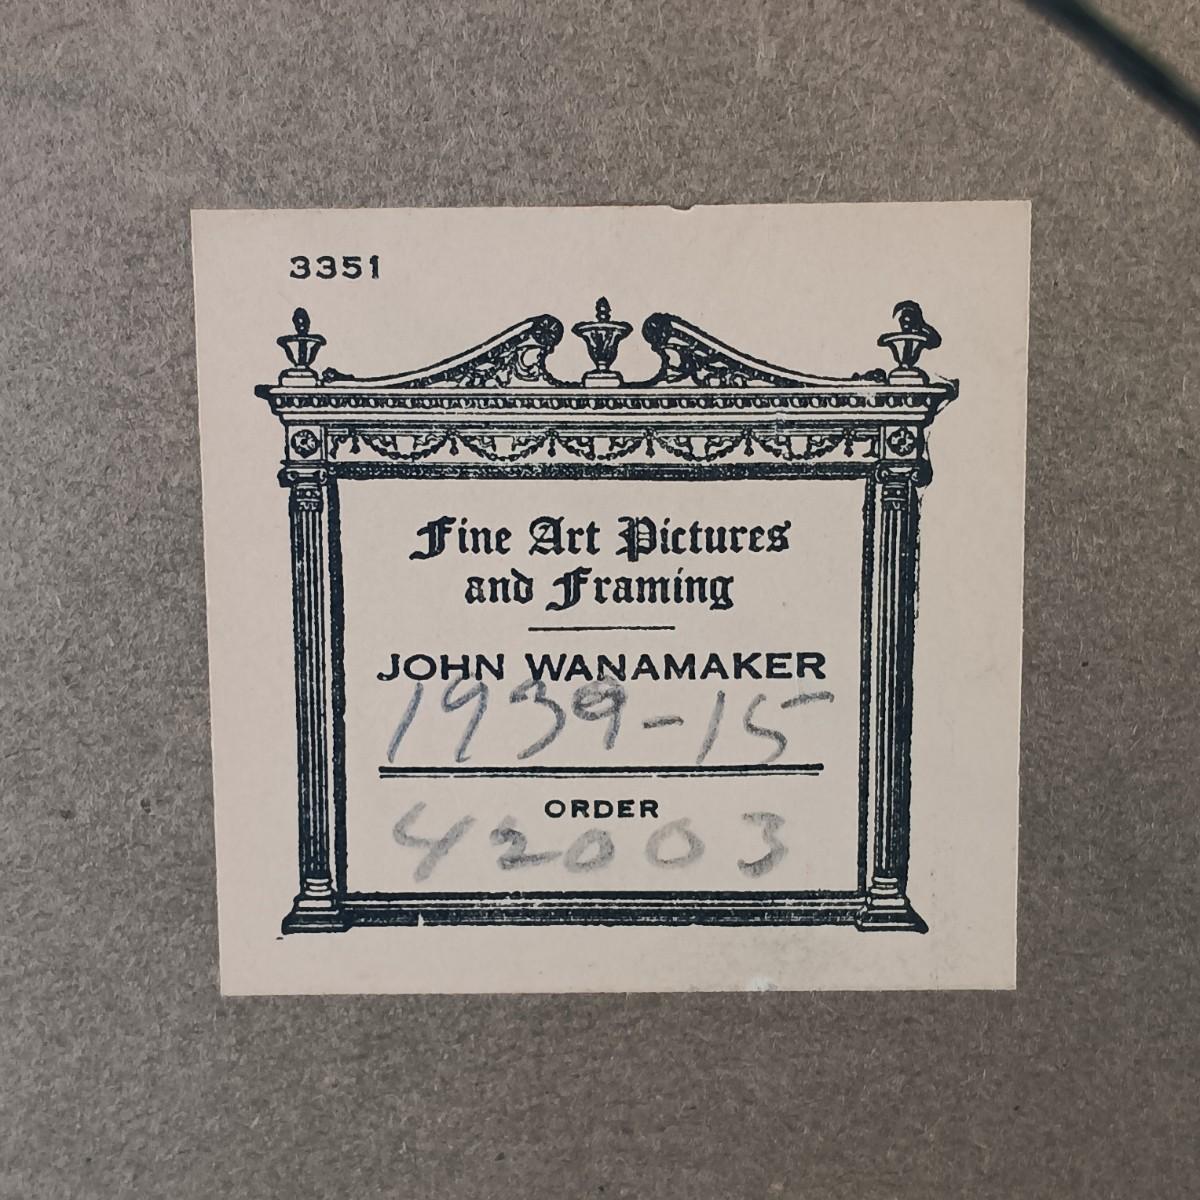 3351
Fine Art Pictures
and Framing
JOHN WANAMAKER
1939-15
ORDER
42003